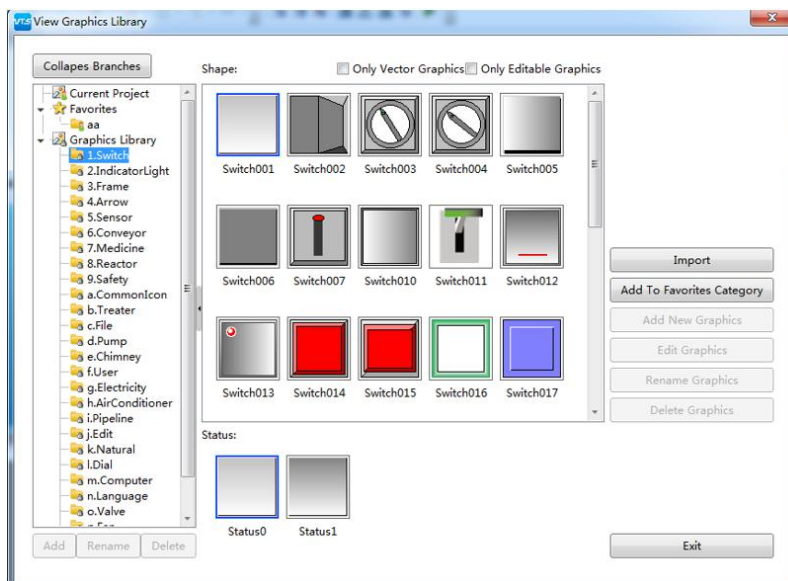 VTS View Graphics Library
Collapes Branches
Shape:
Only Vector Graphics
Only Editable Graphics
Current Project
Favorites
aa
Graphics Library
1.Switch
2.IndicatorLight
3.Frame
4.Arrow
5.Sensor
6.Conveyor
7.Medicine
8.Reactor
9.Safety
a.CommonIcon
b.Treater
c.File
d.Pump
e.Chimney
f.User
g.Electricity
h.AirConditioner
i.Pipeline
j.Edit
k.Natural
l.Dial
m.Computer
n.Language
o.Valve
Add Rename Delete
Switch001 Switch002 Switch003 Switch004 Switch005
Switch006 Switch007 Switch010 Switch011 Switch012
Switch013 Switch014 Switch015 Switch016 Switch017
Status:
Status0 Status1
Import
Add To Favorites Category
Add New Graphics
Edit Graphics
Rename Graphics
Delete Graphics
Exit